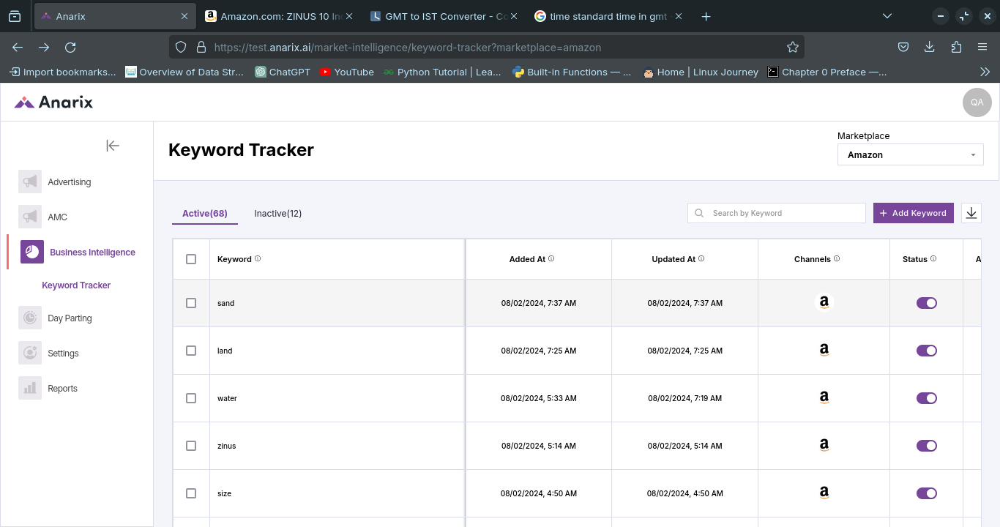 Anarix
Amazon.com: ZINUS 10 In
GMT to IST Converter - Co
time standard time in gmt -
https://test.anarix.ai/market-intelligence/keyword-tracker?marketplace=amazon
Import bookmarks...
Overview of Data Str...
ChatGPT
YouTube
Python Tutorial | Lea...
Built-in Functions — ...
Home | Linux Journey
Chapter 0 Preface —...
Anarix
QA
Keyword Tracker
Marketplace
Amazon
Advertising
AMC
Business Intelligence
Keyword Tracker
Day Parting
Settings
Reports
Active(68)
Inactive(12)
Search by Keyword
+ Add Keyword
Keyword
Added At
Updated At
Channels
Status
A
sand
08/02/2024, 7:37 AM
08/02/2024, 7:37 AM
land
08/02/2024, 7:25 AM
08/02/2024, 7:25 AM
water
08/02/2024, 5:33 AM
08/02/2024, 7:19 AM
zinus
08/02/2024, 5:14 AM
08/02/2024, 5:14 AM
size
08/02/2024, 4:50 AM
08/02/2024, 4:50 AM